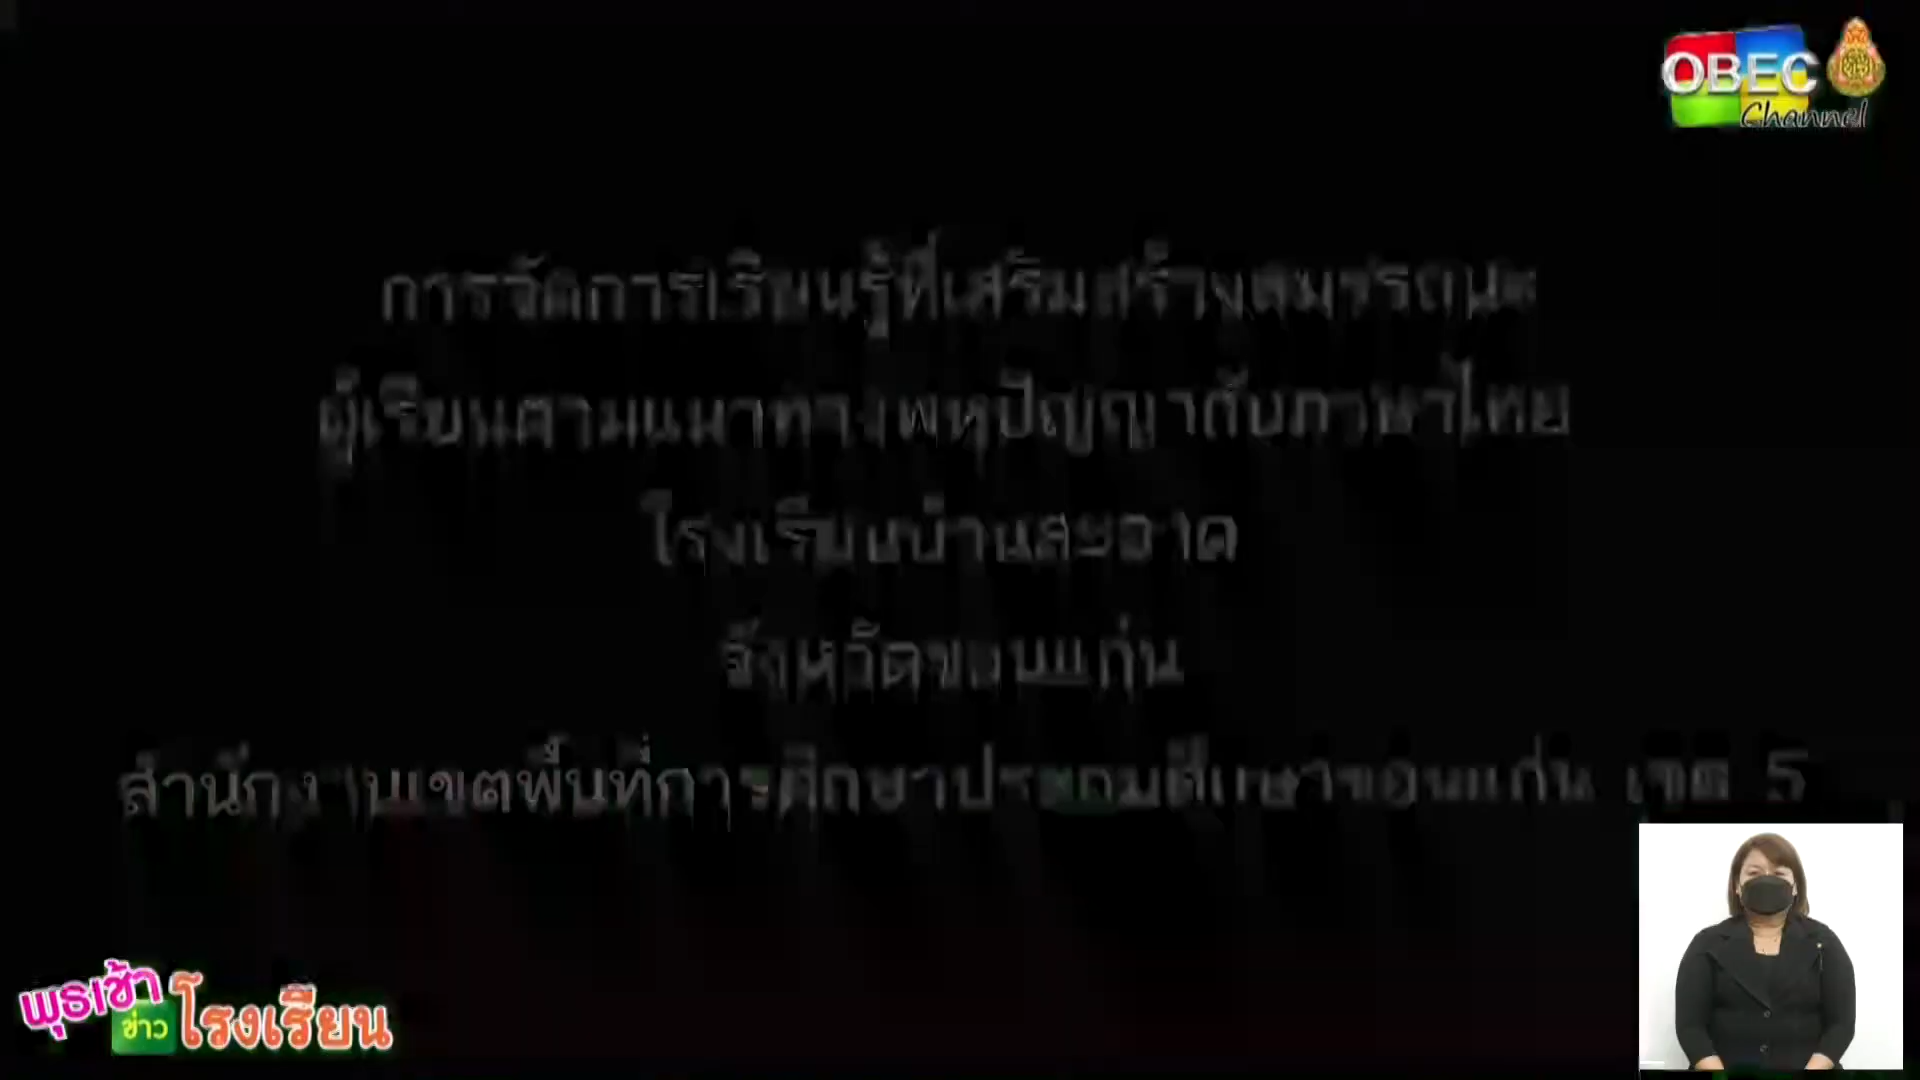 OBEC
Channel
การจัดการเรียนรู้ที่เสริมสร้างสมรรถนะ
ผู้เรียนตามแนวทางพหุปัญญากับภาษาไทย
โรงเรียนบ้านสะอาด
จังหวัดขอนแก่น
สำนักงานเขตพื้นที่การศึกษาประถมศึกษาขอนแก่น เขต 5
พุธเช้า
ข่าว
โรงเรียน